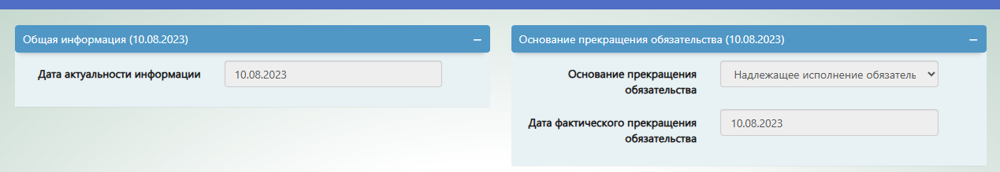 Общая информация (10.08.2023)
Дата актуальности информации
10.08.2023
Основание прекращения обязательства (10.08.2023)
Основание прекращения
обязательства
Надлежащее исполнение обязатель
Дата фактического прекращения
обязательства
10.08.2023